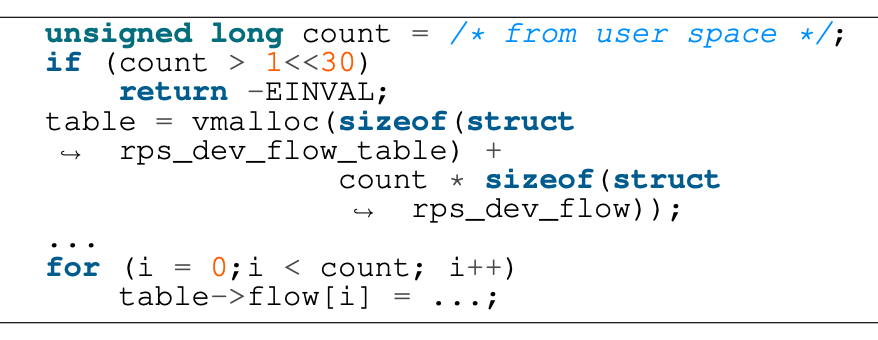 unsigned long count = /* from user space */;
if (count > 1<<30)
    return -EINVAL;
table = vmalloc(sizeof(struct
↪  rps_dev_flow_table) +
                count * sizeof(struct
                ↪  rps_dev_flow));
...
for (i = 0;i < count; i++)
    table->flow[i] = ...;